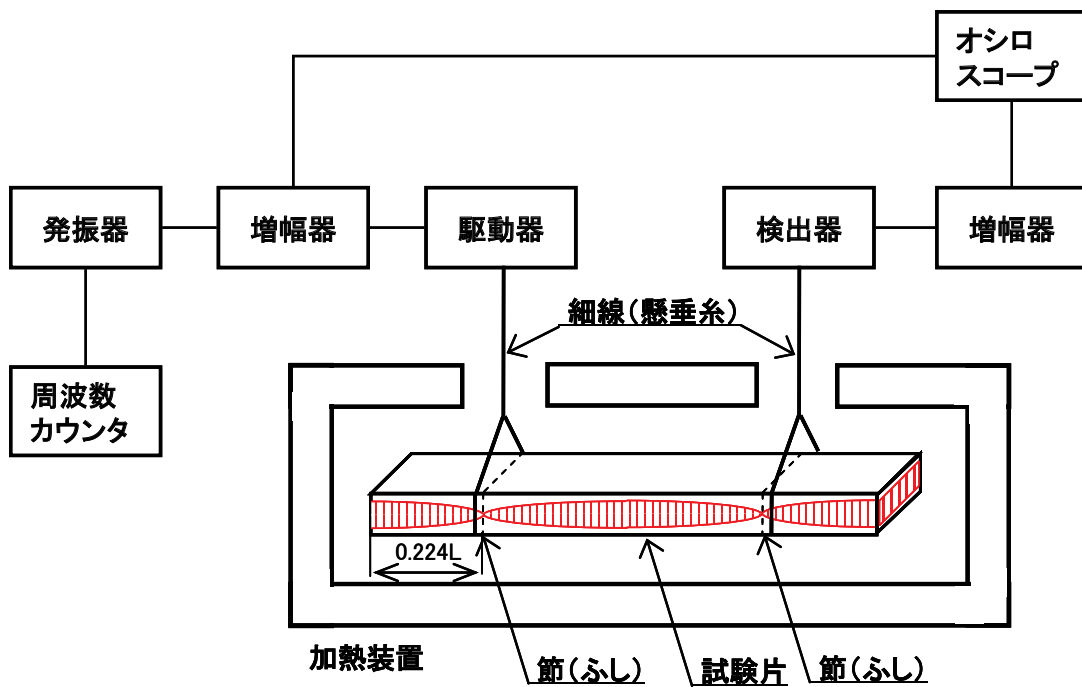 オシロ
スコープ
発振器
増幅器
駆動器
検出器
増幅器
細線(懸垂糸)
周波数
カウンタ
0.224L
加熱装置
節(ふし)
試験片
節(ふし)